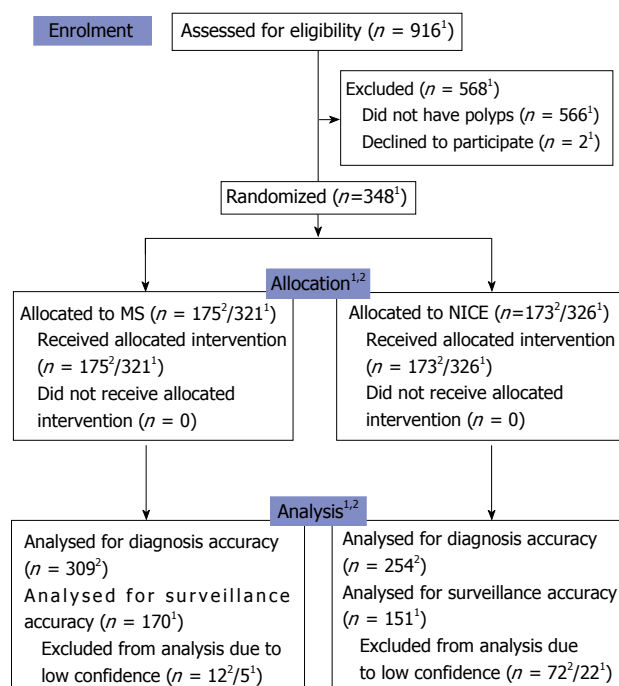 Enrolment
Assessed for eligibility (n = 916¹)
Excluded (n = 568¹)
Did not have polyps (n = 566¹)
Declined to participate (n = 2¹)
Randomized (n=348¹)
Allocation¹,²
Allocated to MS (n = 175²/321¹)
Received allocated intervention
(n = 175²/321¹)
Did not receive allocated
intervention (n = 0)
Allocated to NICE (n=173²/326¹)
Received allocated intervention
(n = 173²/326¹)
Did not receive allocated
intervention (n = 0)
Analysis¹,²
Analysed for diagnosis accuracy
(n = 309²)
Analysed for surveillance
accuracy (n = 170¹)
Excluded from analysis due to
low confidence (n = 12²/5¹)
Analysed for diagnosis accuracy
(n = 254²)
Analysed for surveillance accuracy
(n = 151¹)
Excluded from analysis due
to low confidence (n = 72²/22¹)